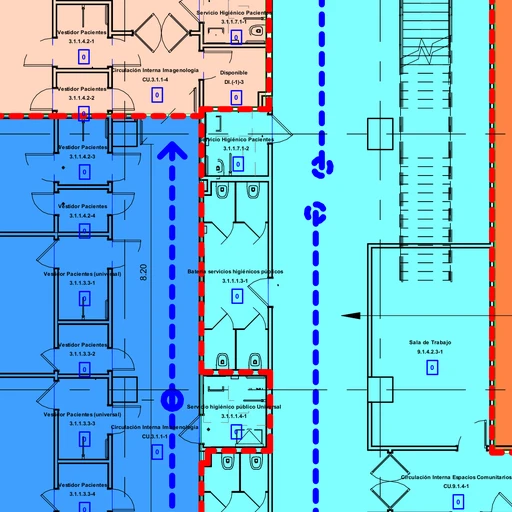 Servicio Higiénico Pacientes
3.1.1.7.1-1
0
Vestidor Pacientes
3.1.1.4.2-1
0
Circulación Interna Imagenología
CU.3.1.1-4
0
Disponible
DI.(-1)-3
0
Vestidor Pacientes
3.1.1.4.2-2
0
Servicio Higiénico Pacientes
3.1.1.7.1-2
0
Vestidor Pacientes
3.1.1.4.2-3
0
Vestidor Pacientes
3.1.1.4.2-4
0
8.20
Vestidor Pacientes (universal)
3.1.1.3.3-1
0
Batería servicios higiénicos públicos
3.1.1.1.3-1
0
Vestidor Pacientes
3.1.1.3.3-2
0
Sala de Trabajo
9.1.4.2.3-1
0
Vestidor Pacientes (universal)
3.1.1.3.3-3
0
Servicio higiénico público Universal
3.1.1.1.4-1
0
Circulación Interna Imagenología
CU.3.1.1-1
0
Vestidor Pacientes
3.1.1.3.3-4
0
Circulación Interna Espacios Comunitarios
CU.9.1.4-1
0